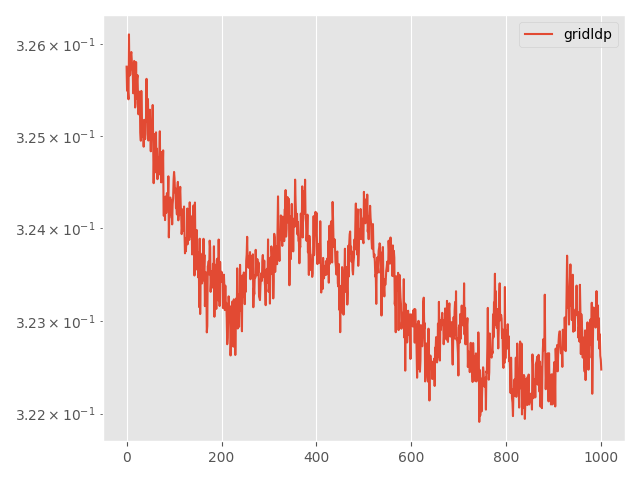 gridldp
3.26 × 10⁻¹
3.25 × 10⁻¹
3.24 × 10⁻¹
3.23 × 10⁻¹
3.22 × 10⁻¹
0 200 400 600 800 1000